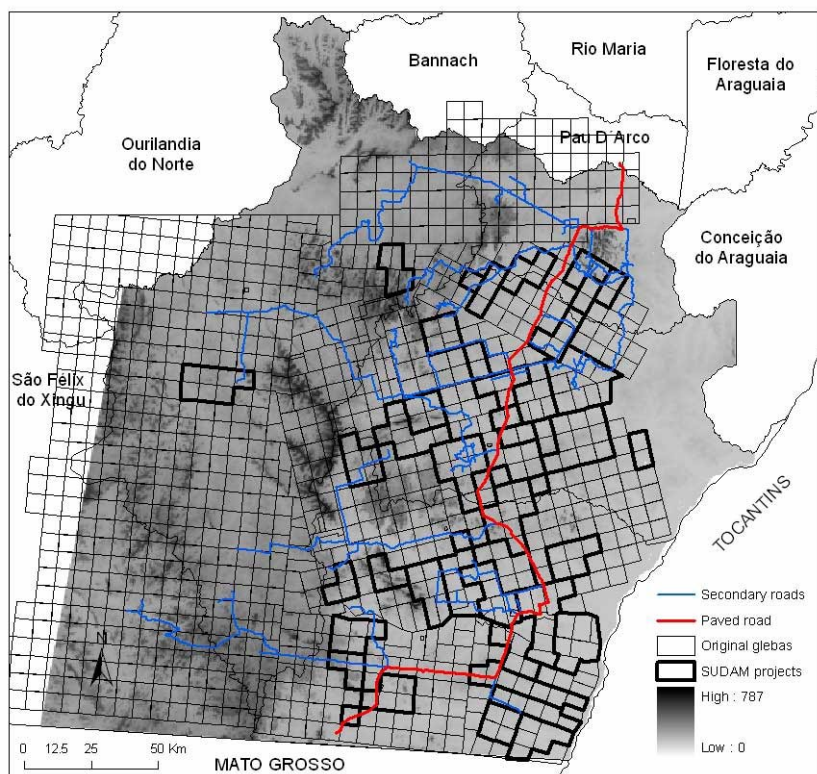 Bannach
Rio Maria
Floresta do
Araguaia
Pau D´Arco
Ourilandia
do Norte
Conceição
do Araguaia
São Félix
do Xingu
TOCANTINS
Secondary roads
Paved road
Original glebas
SUDAM projects
High : 787
Low : 0
N
0 12.5 25 50 Km
MATO GROSSO